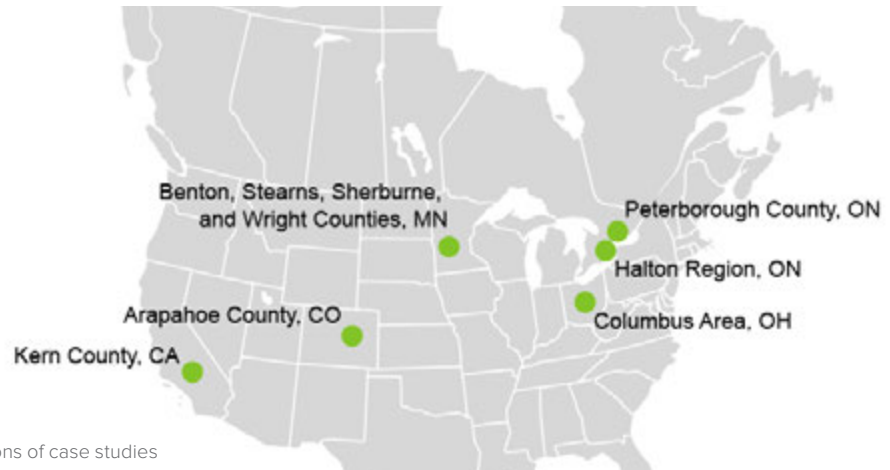 Benton, Stearns, Sherburne,
and Wright Counties, MN
Peterborough County, ON
Halton Region, ON
Arapahoe County, CO
Columbus Area, OH
Kern County, CA
ons of case studies